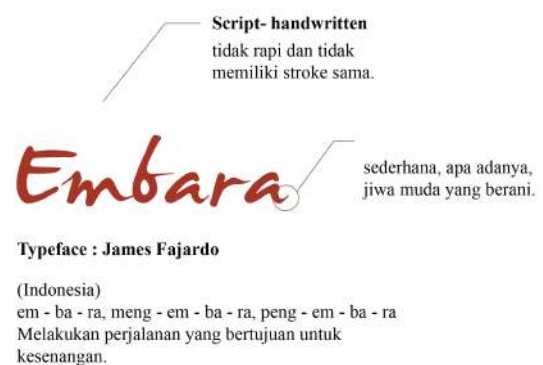 Script- handwritten
tidak rapi dan tidak
memiliki stroke sama.
Embara
sederhana, apa adanya,
jiwa muda yang berani.
Typeface : James Fajardo
(Indonesia)
em - ba - ra, meng - em - ba - ra, peng - em - ba - ra
Melakukan perjalanan yang bertujuan untuk
kesenangan.